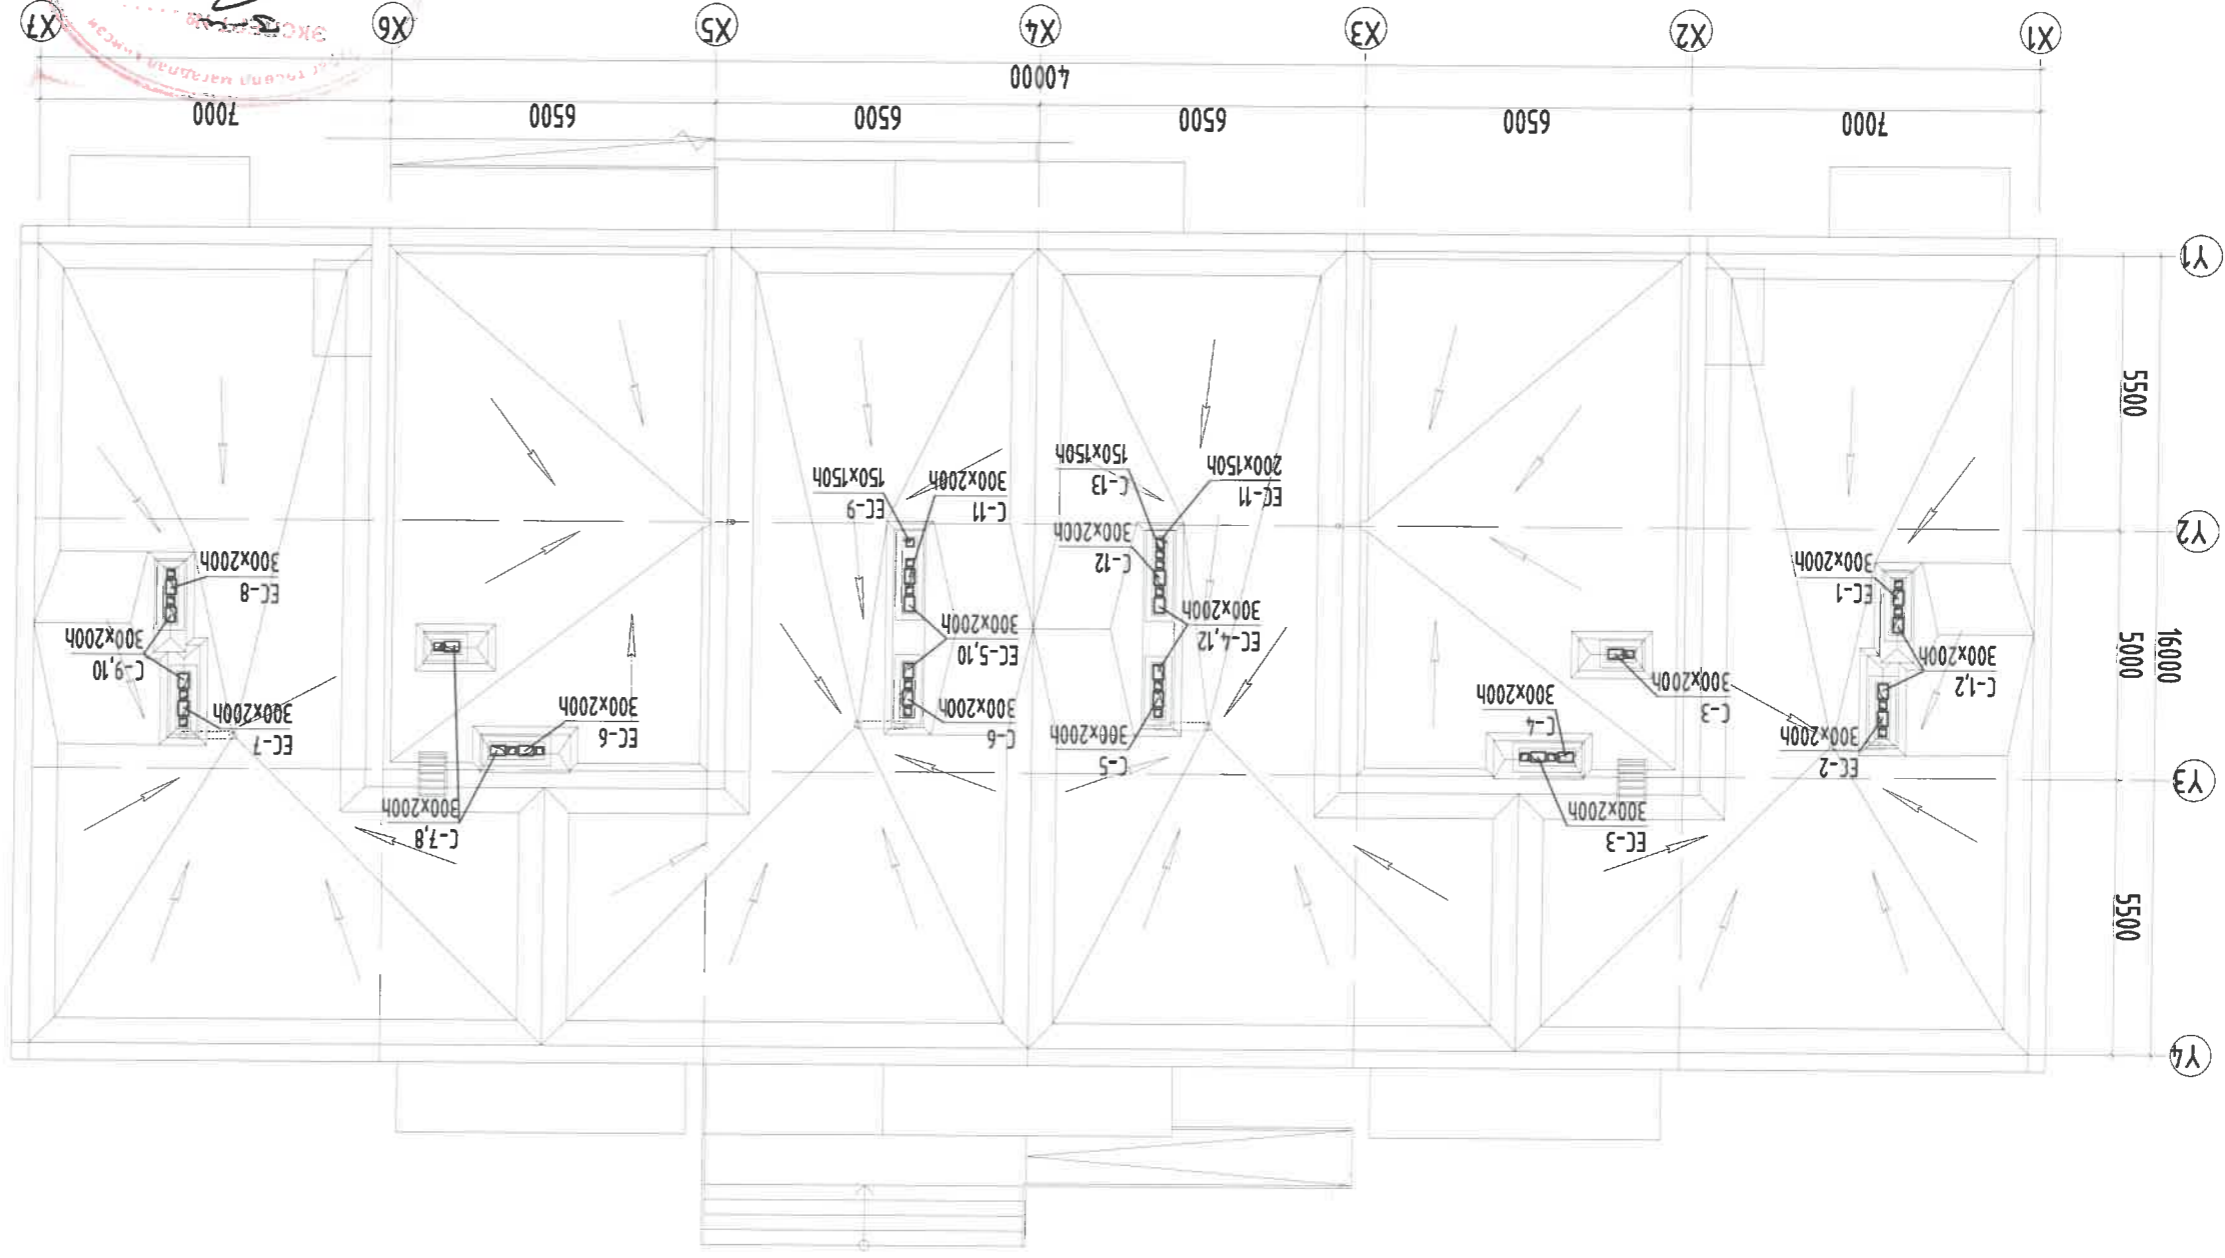 Y4
5500
EC-3
300x200h
C-7,8
300x200h
Y3
EC-2
300x200h
C-4
300x200h
C-5
300x200h
C-6
300x200h
EC-6
300x200h
EC-7
300x200h
C-3
300x200h
C-1,2
300x200h
16000
5000
EC-4,12
300x200h
EC-5,10
300x200h
C-9,10
300x200h
EC-1
300x200h
C-12
300x200h
EC-8
300x200h
Y2
EC-11
200x150h
C-13
150x150h
C-11
300x200h
EC-9
150x150h
5500
Y1
7000
6500
6500
6500
6500
7000
40000
X1
X2
X3
X4
X5
X6
X7
магадлал